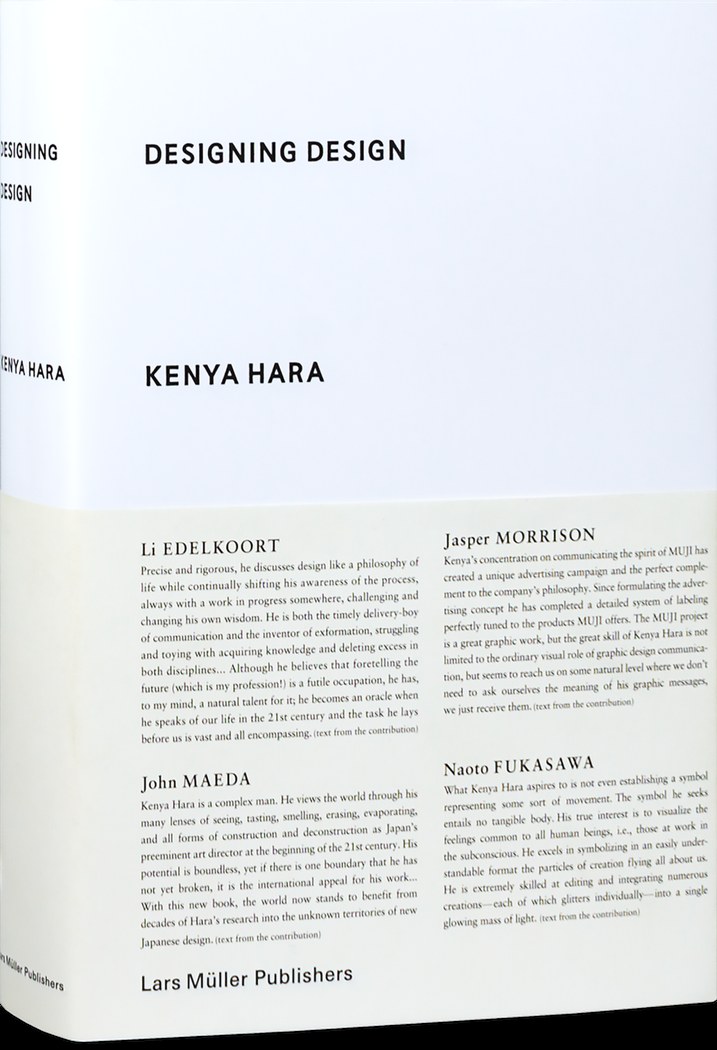 DESIGNING
DESIGN
KENYA HARA
Lars Müller Publishers
DESIGNING DESIGN
KENYA HARA
Li EDELKOORT
Precise and rigorous, he discusses design like a philosophy of
life while continually shifting his awareness of the process,
always with a work in progress somewhere, challenging and
changing his own wisdom. He is both the timely delivery-boy
of communication and the inventor of exformation, struggling
and toying with acquiring knowledge and deleting excess in
both disciplines... Although he believes that foretelling the
future (which is my profession!) is a futile occupation, he has,
to my mind, a natural talent for it; he becomes an oracle when
he speaks of our life in the 21st century and the task he lays
before us is vast and all encompassing. (text from the contribution)
John MAEDA
Kenya Hara is a complex man. He views the world through his
many lenses of seeing, tasting, smelling, erasing, evaporating,
and all forms of construction and deconstruction as Japan's
preeminent art director at the beginning of the 21st century. His
potential is boundless, yet if there is one boundary that he has
not yet broken, it is the international appeal for his work...
With this new book, the world now stands to benefit from
decades of Hara's research into the unknown territories of new
Japanese design. (text from the contribution)
Jasper MORRISON
Kenya's concentration on communicating the spirit of MUJI has
created a unique advertising campaign and the perfect comple-
ment to the company's philosophy. Since formulating the adver-
tising concept he has completed a detailed system of labeling
perfectly tuned to the products MUJI offers. The MUJI project
is a great graphic work, but the great skill of Kenya Hara is not
limited to the ordinary visual role of graphic design communica-
tion, but seems to reach us on some natural level where we don't
need to ask ourselves the meaning of his graphic messages,
we just receive them. (text from the contribution)
Naoto FUKASAWA
What Kenya Hara aspires to is not even establishing a symbol
representing some sort of movement. The symbol he seeks
entails no tangible body. His true interest is to visualize the
feelings common to all human beings, i.e., those at work in
the subconscious. He excels in symbolizing in an easily under-
standable format the particles of creation flying all about us.
He is extremely skilled at editing and integrating numerous
creations—each of which glitters individually—into a single
glowing mass of light. (text from the contribution)
Lars Müller Publishers